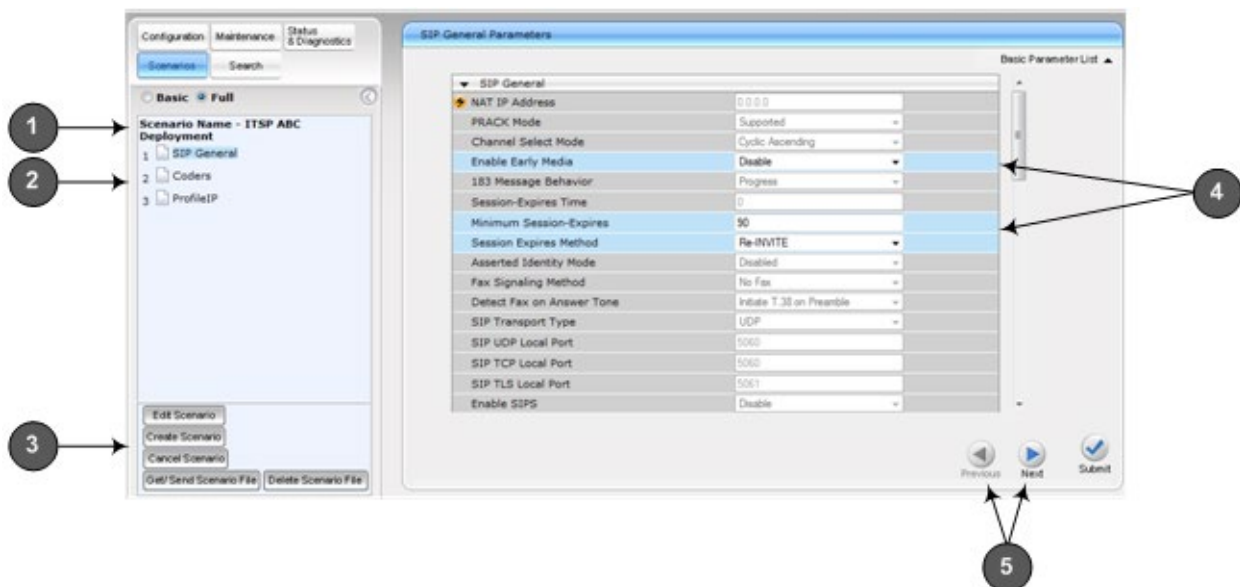 Configuration Maintenance Status & Diagnostics
Scenarios Search
Basic Full
Scenario Name - ITSP ABC
Deployment
1 SIP General
2 Coders
3 ProfileIP
Edit Scenario
Create Scenario
Cancel Scenario
Get/Send Scenario File Delete Scenario File
SIP General Parameters
Basic Parameter List
SIP General
NAT IP Address 0.0.0.0
PRACK Mode Supported
Channel Select Mode Cyclic Ascending
Enable Early Media Disable
183 Message Behavior Progress
Session-Expires Time 0
Minimum Session-Expires 90
Session Expires Method Re-INVITE
Asserted Identity Mode Disabled
Fax Signaling Method No Fax
Detect Fax on Answer Tone Initiate T.38 on Preamble
SIP Transport Type UDP
SIP UDP Local Port 5060
SIP TCP Local Port 5060
SIP TLS Local Port 5061
Enable SIPS Disable
Previous Next Submit
1
2
3
4
5